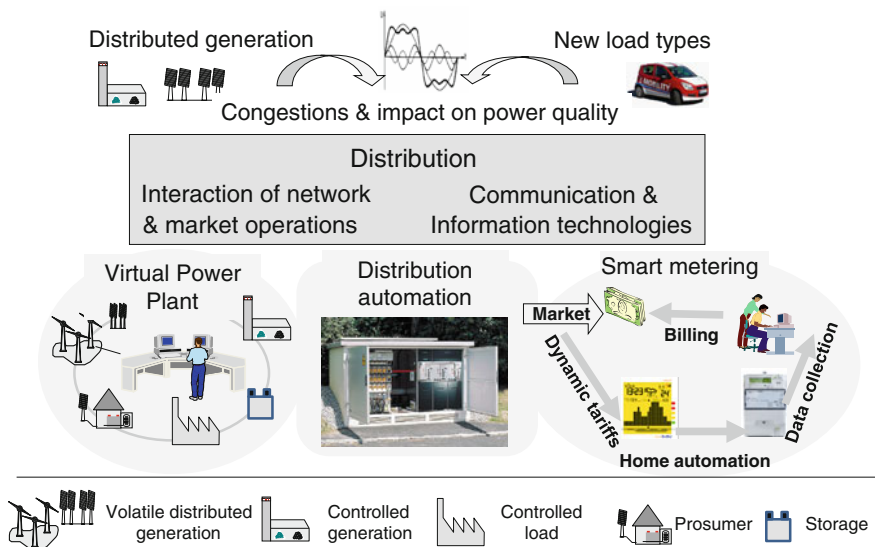 Distributed generation
New load types
Congestions & impact on power quality
Distribution
Interaction of network
& market operations
Communication &
Information technologies
Virtual Power
Plant
Distribution
automation
Smart metering
Market
Billing
Dynamic tariffs
Data collection
Home automation
Volatile distributed
generation
Controlled
generation
Controlled
load
Prosumer
Storage